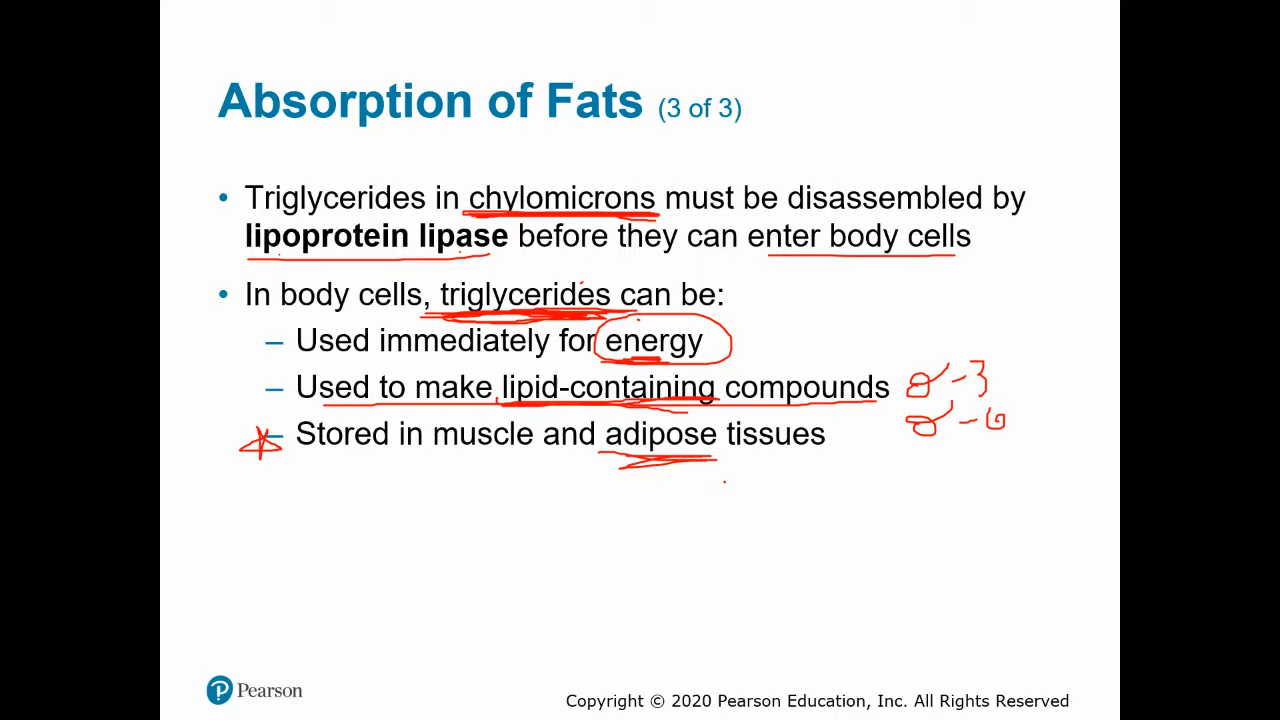 Absorption of Fats (3 of 3)
• Triglycerides in chylomicrons must be disassembled by
lipoprotein lipase before they can enter body cells
• In body cells, triglycerides can be:
– Used immediately for energy
– Used to make lipid-containing compounds
-3
– Stored in muscle and adipose tissues
-6
Pearson
Copyright © 2020 Pearson Education, Inc. All Rights Reserved